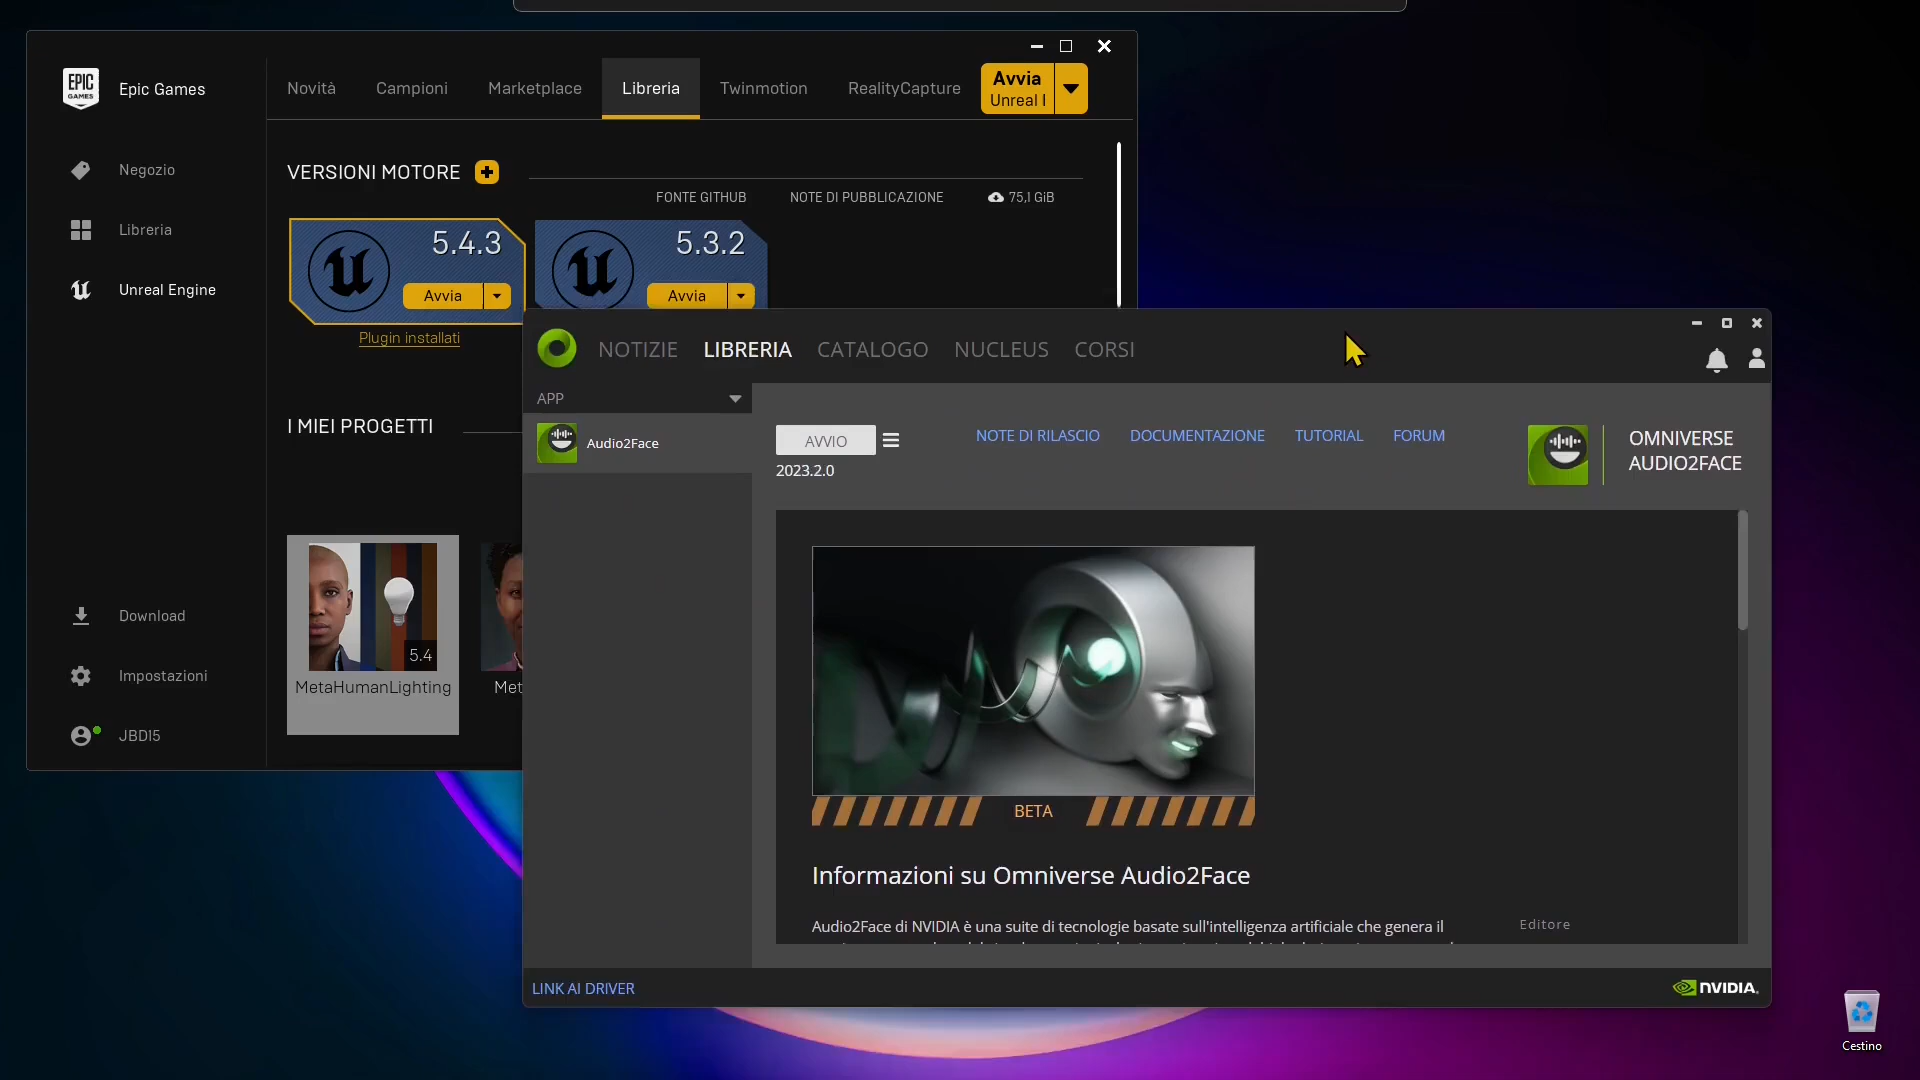 EPIC
GAMES
Epic Games
Novità
Campioni
Marketplace
Libreria
Twinmotion
RealityCapture
Avvia
Unreal
Negozio
Libreria
Unreal Engine
VERSIONI MOTORE
FONTE GITHUB
NOTE DI PUBBLICAZIONE
75,1 GiB
5.4.3
Avvia
5.3.2
Avvia
Plugin installati
I MIEI PROGETTI
5.4
MetaHumanLighting
Met
Download
Impostazioni
JBD15
NOTIZIE
LIBRERIA
CATALOGO
NUCLEUS
CORSI
APP
Audio2Face
AVVIO
2023.2.0
NOTE DI RILASCIO
DOCUMENTAZIONE
TUTORIAL
FORUM
OMNIVERSE
AUDIO2FACE
BETA
Informazioni su Omniverse Audio2Face
Audio2Face di NVIDIA è una suite di tecnologie basate sull'intelligenza artificiale che genera il
Editore
LINK AI DRIVER
NVIDIA.
Cestino